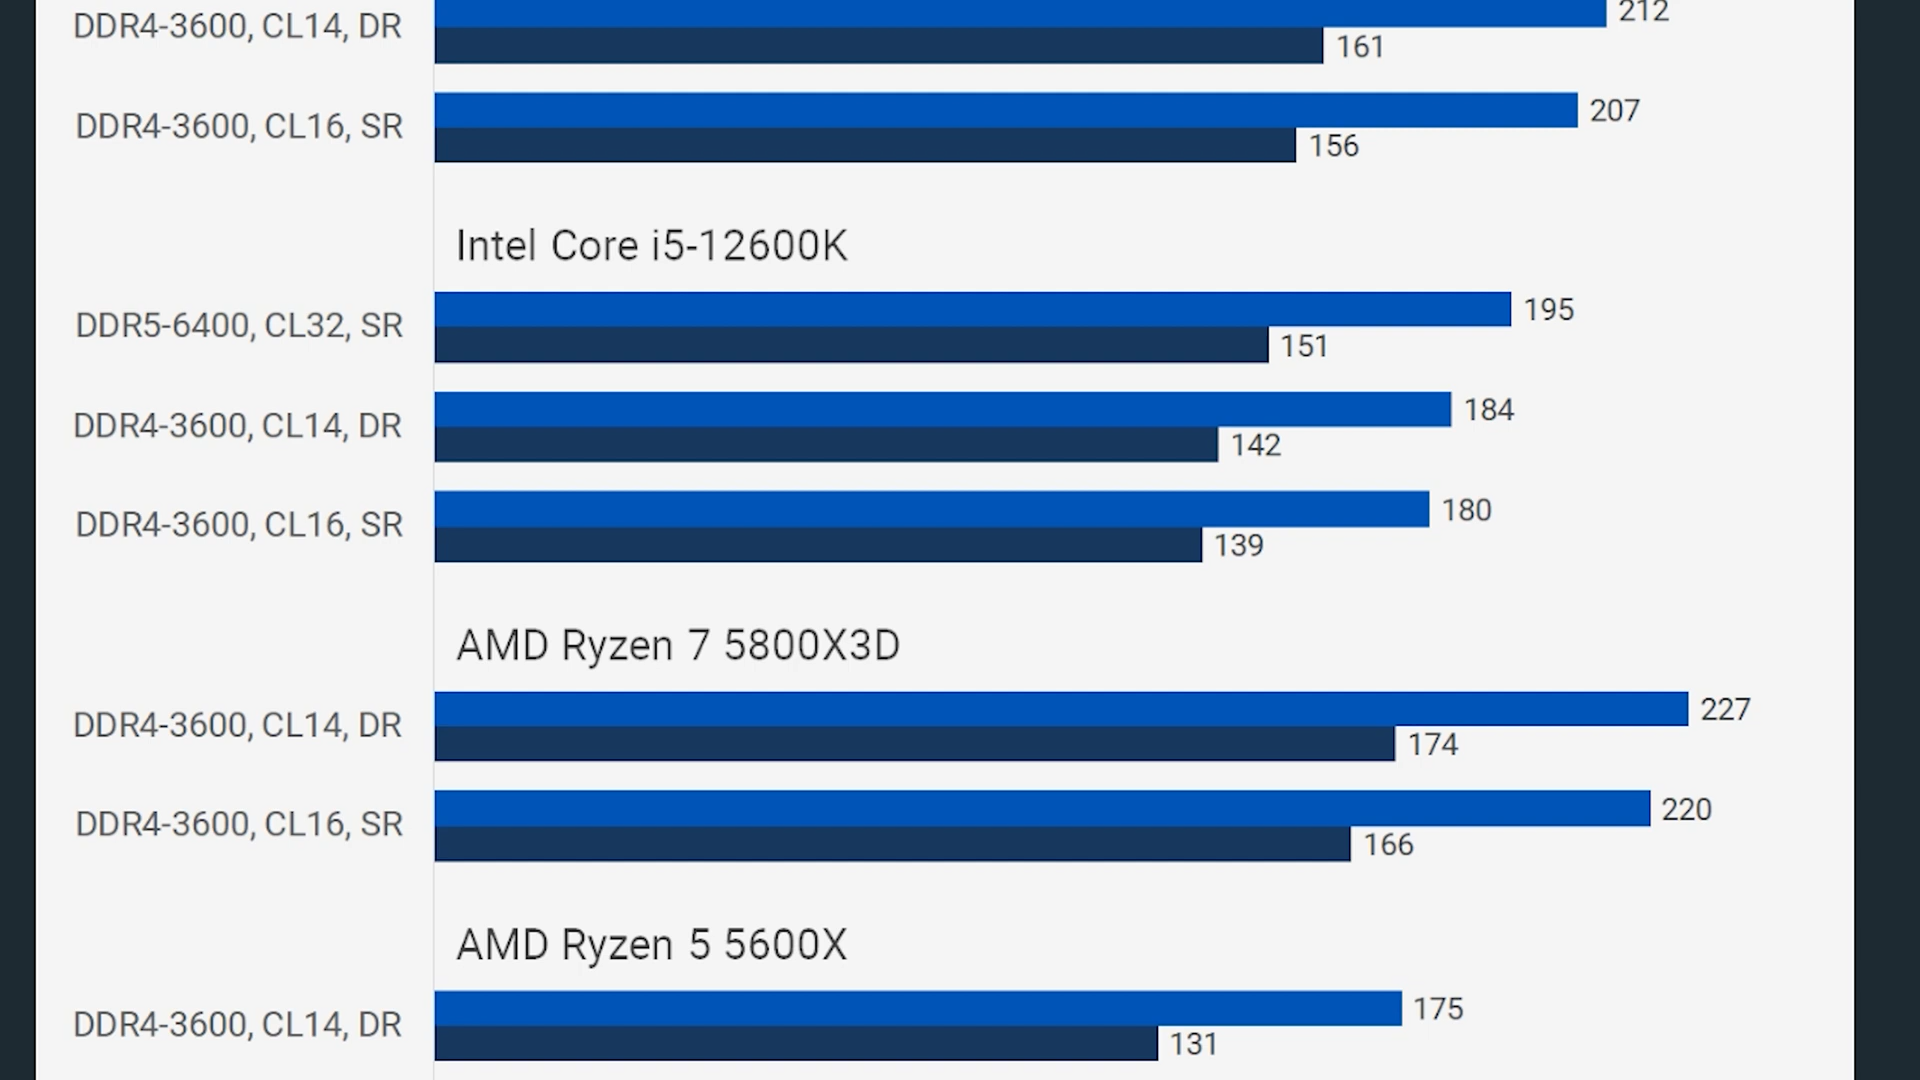 DDR4-3600, CL14, DR
212
161
DDR4-3600, CL16, SR
207
156
Intel Core i5-12600K
DDR5-6400, CL32, SR
195
151
DDR4-3600, CL14, DR
184
142
DDR4-3600, CL16, SR
180
139
AMD Ryzen 7 5800X3D
DDR4-3600, CL14, DR
227
174
DDR4-3600, CL16, SR
220
166
AMD Ryzen 5 5600X
DDR4-3600, CL14, DR
175
131